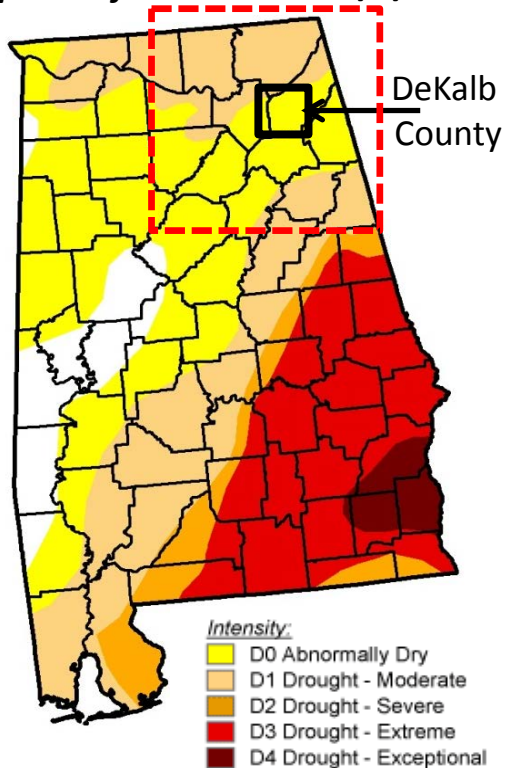 DeKalb
County
Intensity:
D0 Abnormally Dry
D1 Drought - Moderate
D2 Drought - Severe
D3 Drought - Extreme
D4 Drought - Exceptional